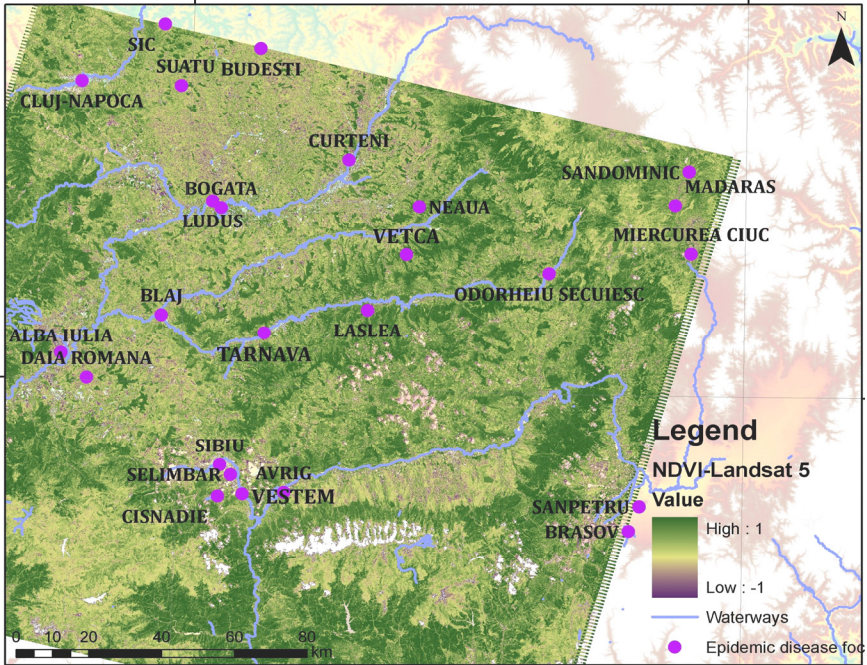 N
SIC
SUATU
BUDESTI
CLUJ-NAPOCA
CURTENI
SANDOMINIC
MADARAS
BOGATA
LUDUS
NEAUA
VETCA
MIERCUREA CIUC
ODORHEIU SECUIESC
BLAJ
LASLEA
TARNAVA
ALBA IULIA
DAIA ROMANA
SIBIU
SELIMBAR
AVRIG
VESTEM
CISNADIE
SANPETRU
BRASOV
Legend
NDVI-Landsat 5
Value
High : 1
Low : -1
Waterways
Epidemic disease foc
0 10 20 40 60 80
km